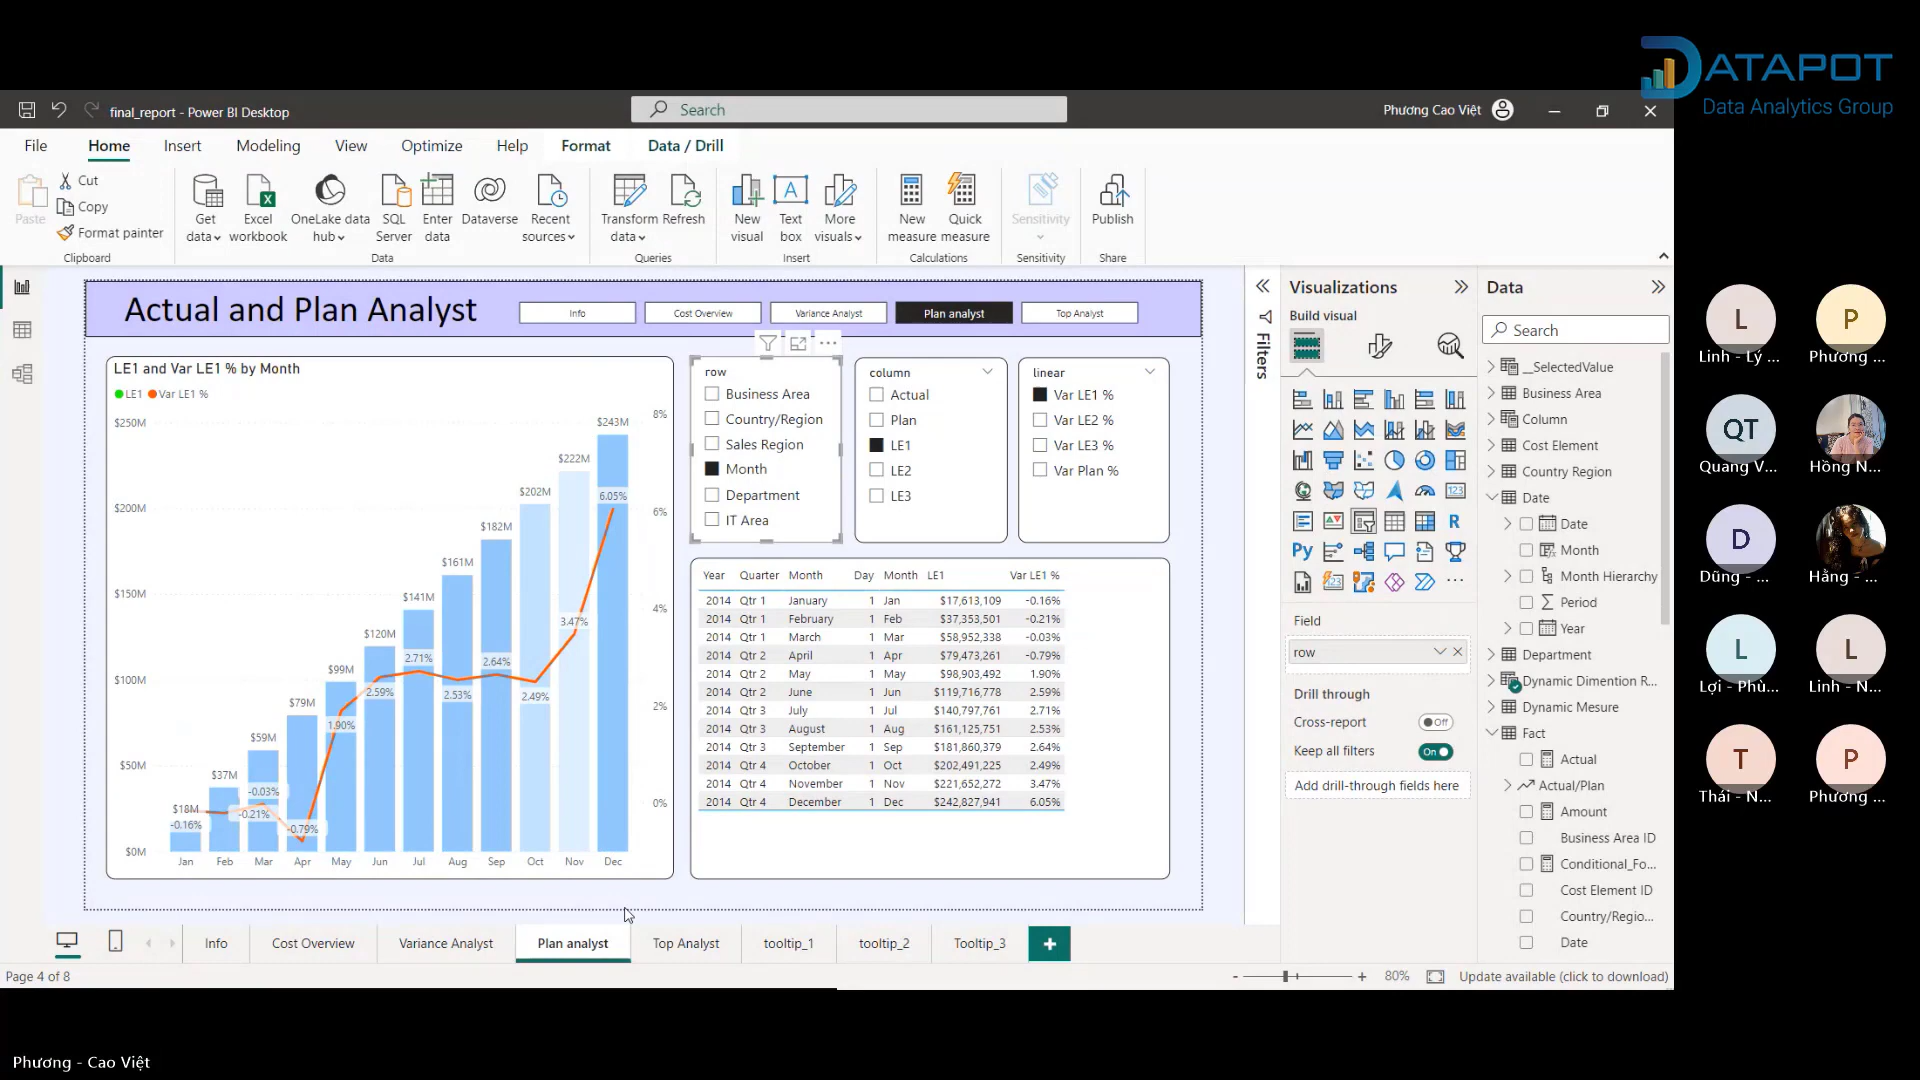 DATAPOT
Data Analytics Group
final_report - Power BI Desktop
Search
Phương Cao Việt
File
Home
Insert
Modeling
View
Optimize
Help
Format
Data / Drill
Paste
Cut
Copy
Format painter
Get data
Excel workbook
OneLake data hub
SQL Server
Enter data
Dataverse
Recent sources
Transform data
Refresh
New visual
Text box
More visuals
New measure
Quick measure
Sensitivity
Publish
Clipboard
Data
Queries
Insert
Calculations
Sensitivity
Share
Actual and Plan Analyst
Info
Cost Overview
Variance Analyst
Plan analyst
Top Analyst
LE1 and Var LE1 % by Month
LE1 Var LE1 %
$250M
$200M
$150M
$100M
$50M
$0M
8%
6%
4%
2%
0%
$18M
$37M
$59M
$79M
$99M
$120M
$141M
$161M
$182M
$202M
$222M
$243M
-0.16%
-0.21%
-0.03%
-0.79%
1.90%
2.59%
2.71%
2.53%
2.64%
2.49%
3.47%
6.05%
Jan Feb Mar Apr May Jun Jul Aug Sep Oct Nov Dec
row
Business Area
Country/Region
Sales Region
Month
Department
IT Area
column
Actual
Plan
LE1
LE2
LE3
linear
Var LE1 %
Var LE2 %
Var LE3 %
Var Plan %
Year Quarter Month Day Month LE1 Var LE1 %
2014 Qtr 1 January 1 Jan $17,613,109 -0.16%
2014 Qtr 1 February 1 Feb $37,353,501 -0.21%
2014 Qtr 1 March 1 Mar $58,952,338 -0.03%
2014 Qtr 2 April 1 Apr $79,473,261 -0.79%
2014 Qtr 2 May 1 May $98,903,492 1.90%
2014 Qtr 2 June 1 Jun $119,716,778 2.59%
2014 Qtr 3 July 1 Jul $140,797,761 2.71%
2014 Qtr 3 August 1 Aug $161,125,751 2.53%
2014 Qtr 3 September 1 Sep $181,860,379 2.64%
2014 Qtr 4 October 1 Oct $202,491,225 2.49%
2014 Qtr 4 November 1 Nov $221,652,272 3.47%
2014 Qtr 4 December 1 Dec $242,827,941 6.05%
Filters
Visualizations
Build visual
R
Py
123
Field
row
Drill through
Cross-report
Off
Keep all filters
On
Add drill-through fields here
Data
Search
__SelectedValue
Business Area
Column
Cost Element
Country Region
Date
Date
Month
Month Hierarchy
Period
Year
Department
Dynamic Dimention R...
Dynamic Mesure
Fact
Actual
Actual/Plan
Amount
Business Area ID
Conditional_Fo...
Cost Element ID
Country/Regio...
Date
Info
Cost Overview
Variance Analyst
Plan analyst
Top Analyst
tooltip_1
tooltip_2
Tooltip_3
+
Page 4 of 8
- + 80%
Update available (click to download)
L
Linh - Lý ...
P
Phương ...
QT
Quang V...
Hồng N...
D
Dũng - ...
Hằng - ...
L
Lợi - Phù...
L
Linh - N...
T
Thái - N...
P
Phương ...
Phương - Cao Việt